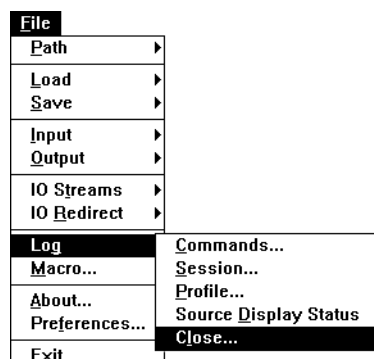 File
Path
Load
Save
Input
Output
IO Streams
IO Redirect
Log
Macro...
About...
Preferences...
Exit
Commands...
Session...
Profile...
Source Display Status
Close...